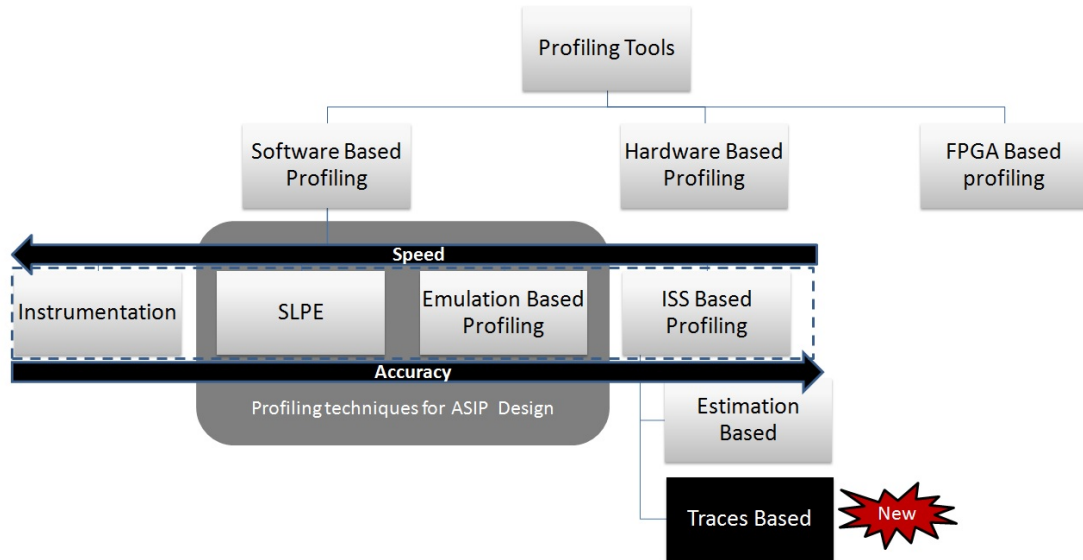 Profiling Tools
Software Based
Profiling
Hardware Based
Profiling
FPGA Based
profiling
Speed
Instrumentation
SLPE
Emulation Based
Profiling
ISS Based
Profiling
Accuracy
Profiling techniques for ASIP Design
Estimation
Based
Traces Based
New